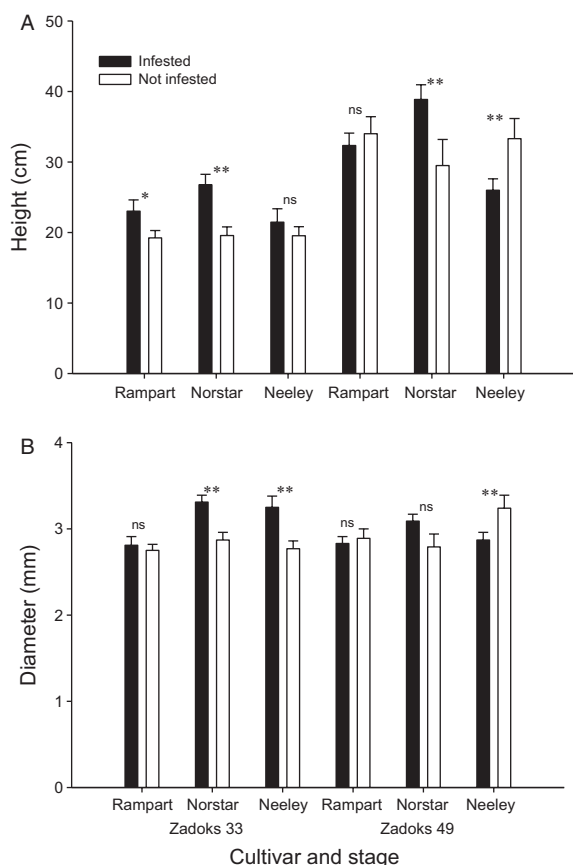 A
Infested
Not infested
Height (cm)
50
40
30
20
10
0
* ** ns ns ** **
Rampart Norstar Neeley Rampart Norstar Neeley
B
Diameter (mm)
4
3
2
1
0
ns ** ** ns ns **
Rampart Norstar Neeley Rampart Norstar Neeley
Zadoks 33 Zadoks 49
Cultivar and stage